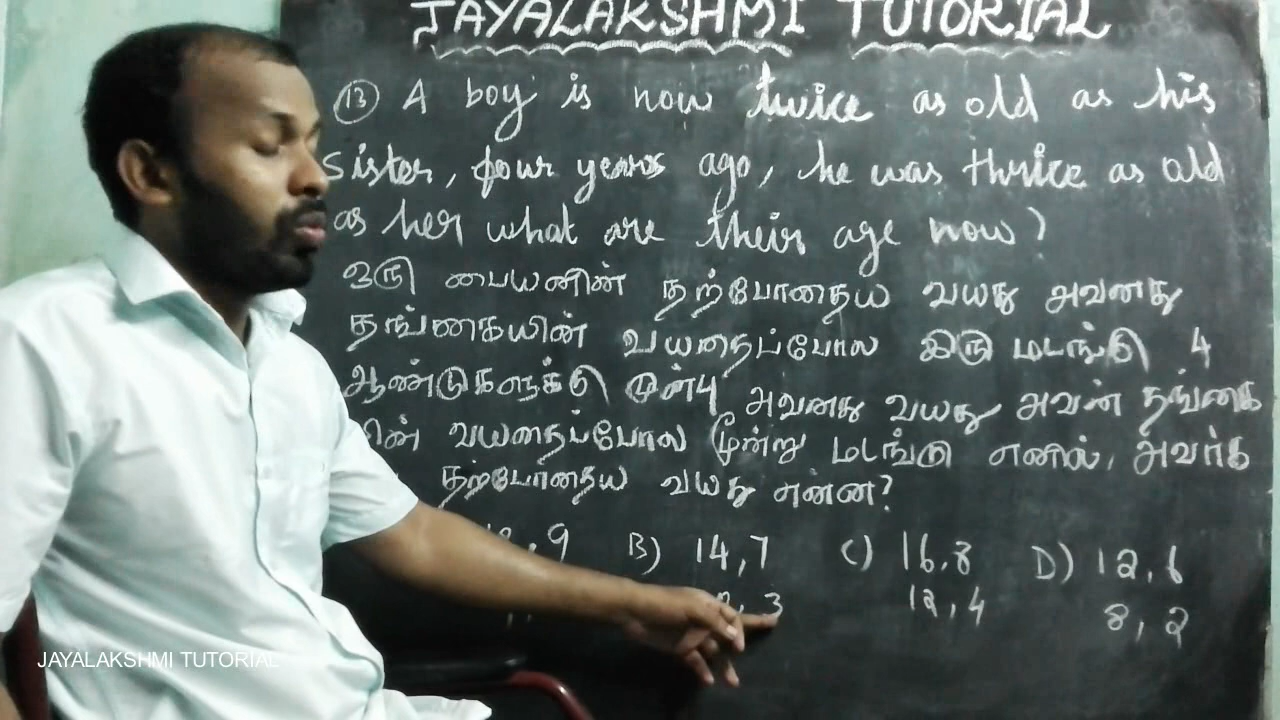 JAYALAKSHMI TUTORIAL
13 A boy is now twice as old as his
sister, four years ago, he was thrice as old
as her what are their age now?
ஒரு பையனின் தற்போதைய வயது அவனது
தங்கையின் வயதைப்போல இரு மடங்கு 4
ஆண்டுகளுக்கு முன்பு அவனது வயது அவன் தங்கை
யின் வயதைப்போல மூன்று மடங்கு எனில், அவர்க
தற்போதைய வயது என்ன?
, 9 B) 14,7 C) 16,8 D) 12,6
, 3 12,4 8,2
JAYALAKSHMI TUTORIAL